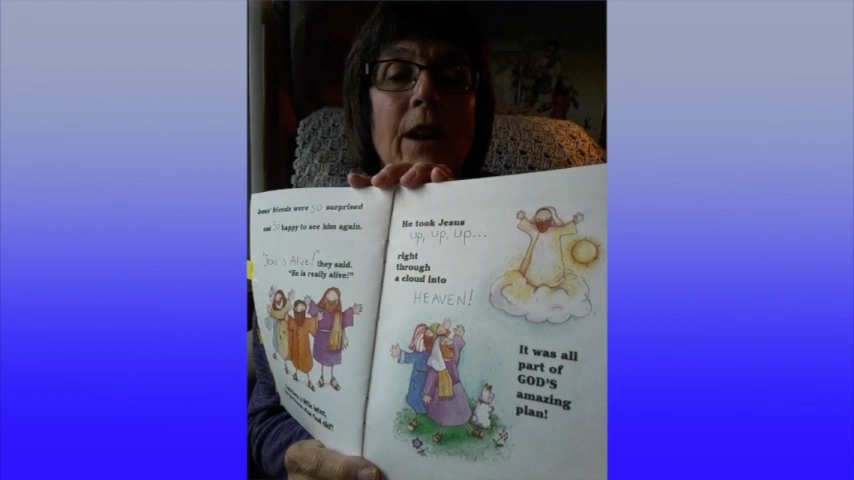 Jesus' friends were SO surprised
and SO happy to see him again.
"Jesus is Alive!" they said.
"He is really alive!"
He took Jesus
up, up, up...
right
through
a cloud into
HEAVEN!
It was all
part of
GOD'S
amazing
plan!